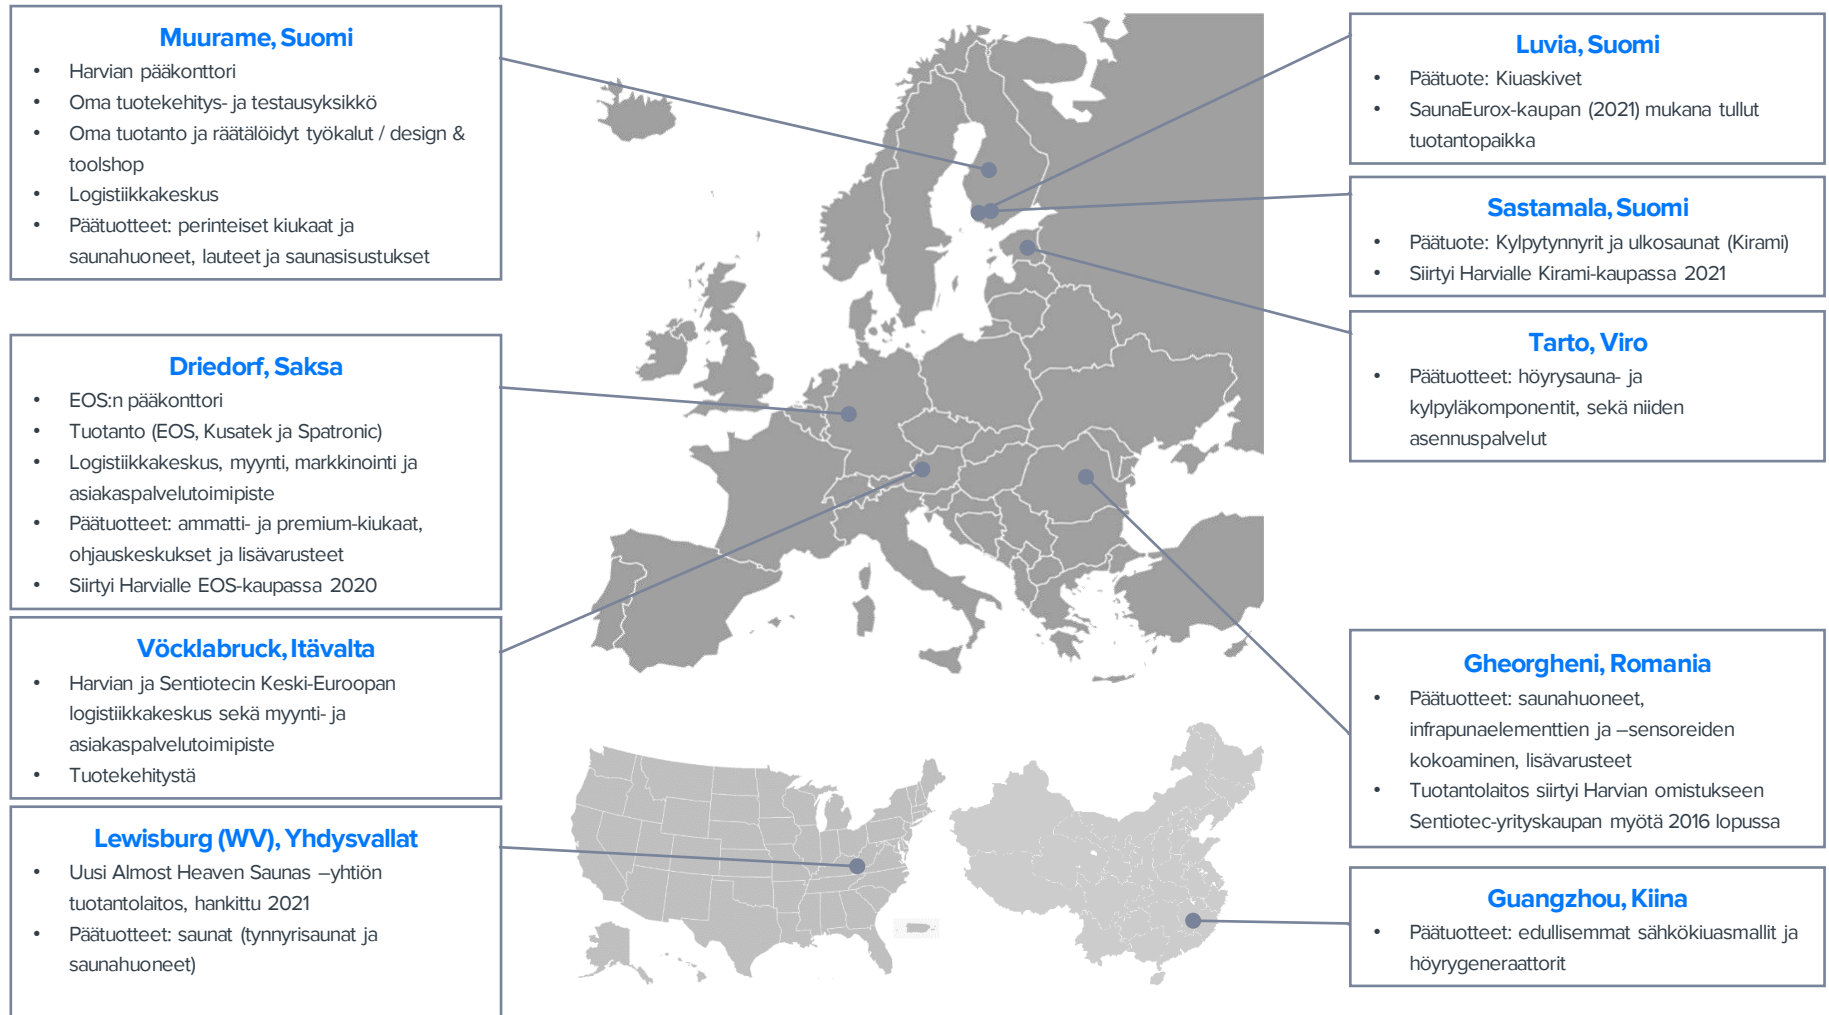 Muurame, Suomi
• Harvian pääkonttori
• Oma tuotekehitys- ja testausyksikkö
• Oma tuotanto ja räätälöidyt työkalut / design &
toolshop
• Logistiikkakeskus
• Päätuotteet: perinteiset kiukaat ja
saunahuoneet, lauteet ja saunasisustukset
Driedorf, Saksa
• EOS:n pääkonttori
• Tuotanto (EOS, Kusatek ja Spatronic)
• Logistiikkakeskus, myynti, markkinointi ja
asiakaspalvelutoimipiste
• Päätuotteet: ammatti- ja premium-kiukaat,
ohjauskeskukset ja lisävarusteet
• Siirtyi Harvialle EOS-kaupassa 2020
Vöcklabruck, Itävalta
• Harvian ja Sentiotecin Keski-Euroopan
logistiikkakeskus sekä myynti- ja
asiakaspalvelutoimipiste
• Tuotekehitystä
Lewisburg (WV), Yhdysvallat
• Uusi Almost Heaven Saunas –yhtiön
tuotantolaitos, hankittu 2021
• Päätuotteet: saunat (tynnyrisaunat ja
saunahuoneet)
Luvia, Suomi
• Päätuote: Kiuaskivet
• SaunaEurox-kaupan (2021) mukana tullut
tuotantopaikka
Sastamala, Suomi
• Päätuote: Kylpytynnyrit ja ulkosaunat (Kirami)
• Siirtyi Harvialle Kirami-kaupassa 2021
Tarto, Viro
• Päätuotteet: höyrysauna- ja
kylpyläkomponentit, sekä niiden
asennuspalvelut
Gheorgheni, Romania
• Päätuotteet: saunahuoneet,
infrapunaelementtien ja –sensoreiden
kokoaminen, lisävarusteet
• Tuotantolaitos siirtyi Harvian omistukseen
Sentiotec-yrityskaupan myötä 2016 lopussa
Guangzhou, Kiina
• Päätuotteet: edullisemmat sähkökiuasmallit ja
höyrygeneraattorit